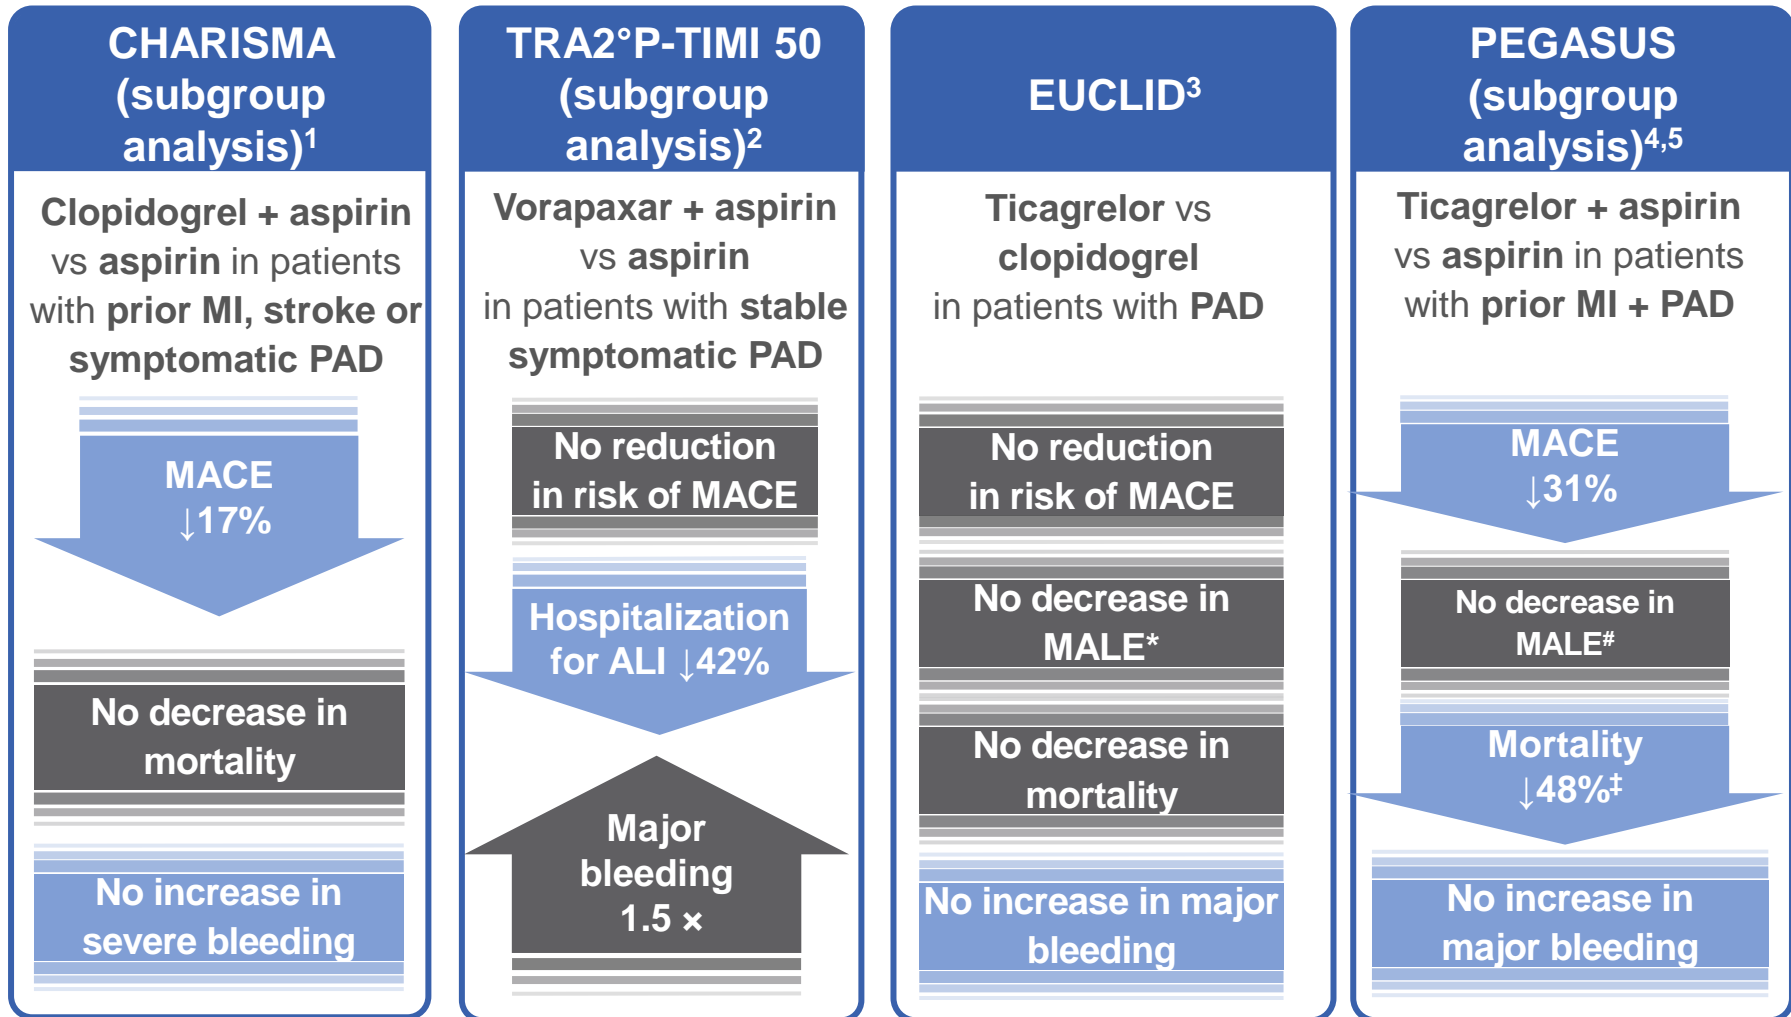 CHARISMA
(subgroup
analysis)1
Clopidogrel + aspirin
vs aspirin in patients
with prior MI, stroke or
symptomatic PAD
MACE
↓17%
No decrease in
mortality
No increase in
severe bleeding
TRA2°P-TIMI 50
(subgroup
analysis)2
Vorapaxar + aspirin
vs aspirin
in patients with stable
symptomatic PAD
No reduction
in risk of MACE
Hospitalization
for ALI ↓42%
Major
bleeding
1.5 ×
EUCLID3
Ticagrelor vs
clopidogrel
in patients with PAD
No reduction
in risk of MACE
No decrease in
MALE*
No decrease in
mortality
No increase in major
bleeding
PEGASUS
(subgroup
analysis)4,5
Ticagrelor + aspirin
vs aspirin in patients
with prior MI + PAD
MACE
↓31%
No decrease in
MALE#
Mortality
↓48%‡
No increase in
major bleeding